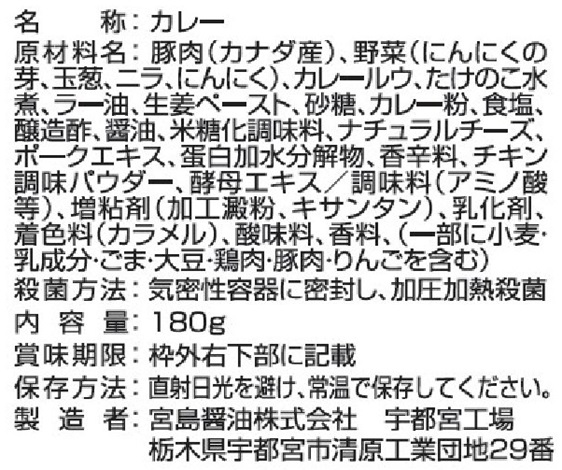 名称：カレー
原材料名：豚肉（カナダ産）、野菜（にんにくの
芽、玉葱、ニラ、にんにく）、カレールウ、たけのこ水
煮、ラー油、生姜ペースト、砂糖、カレー粉、食塩、
醸造酢、醤油、米糖化調味料、ナチュラルチーズ、
ポークエキス、蛋白加水分解物、香辛料、チキン
調味パウダー、酵母エキス／調味料（アミノ酸
等）、増粘剤（加工澱粉、キサンタン）、乳化剤、
着色料（カラメル）、酸味料、香料、（一部に小麦・
乳成分・ごま・大豆・鶏肉・豚肉・りんごを含む）
殺菌方法：気密性容器に密封し、加圧加熱殺菌
内容量：180g
賞味期限：枠外右下部に記載
保存方法：直射日光を避け、常温で保存してください。
製造者：宮島醤油株式会社　宇都宮工場
栃木県宇都宮市清原工業団地29番